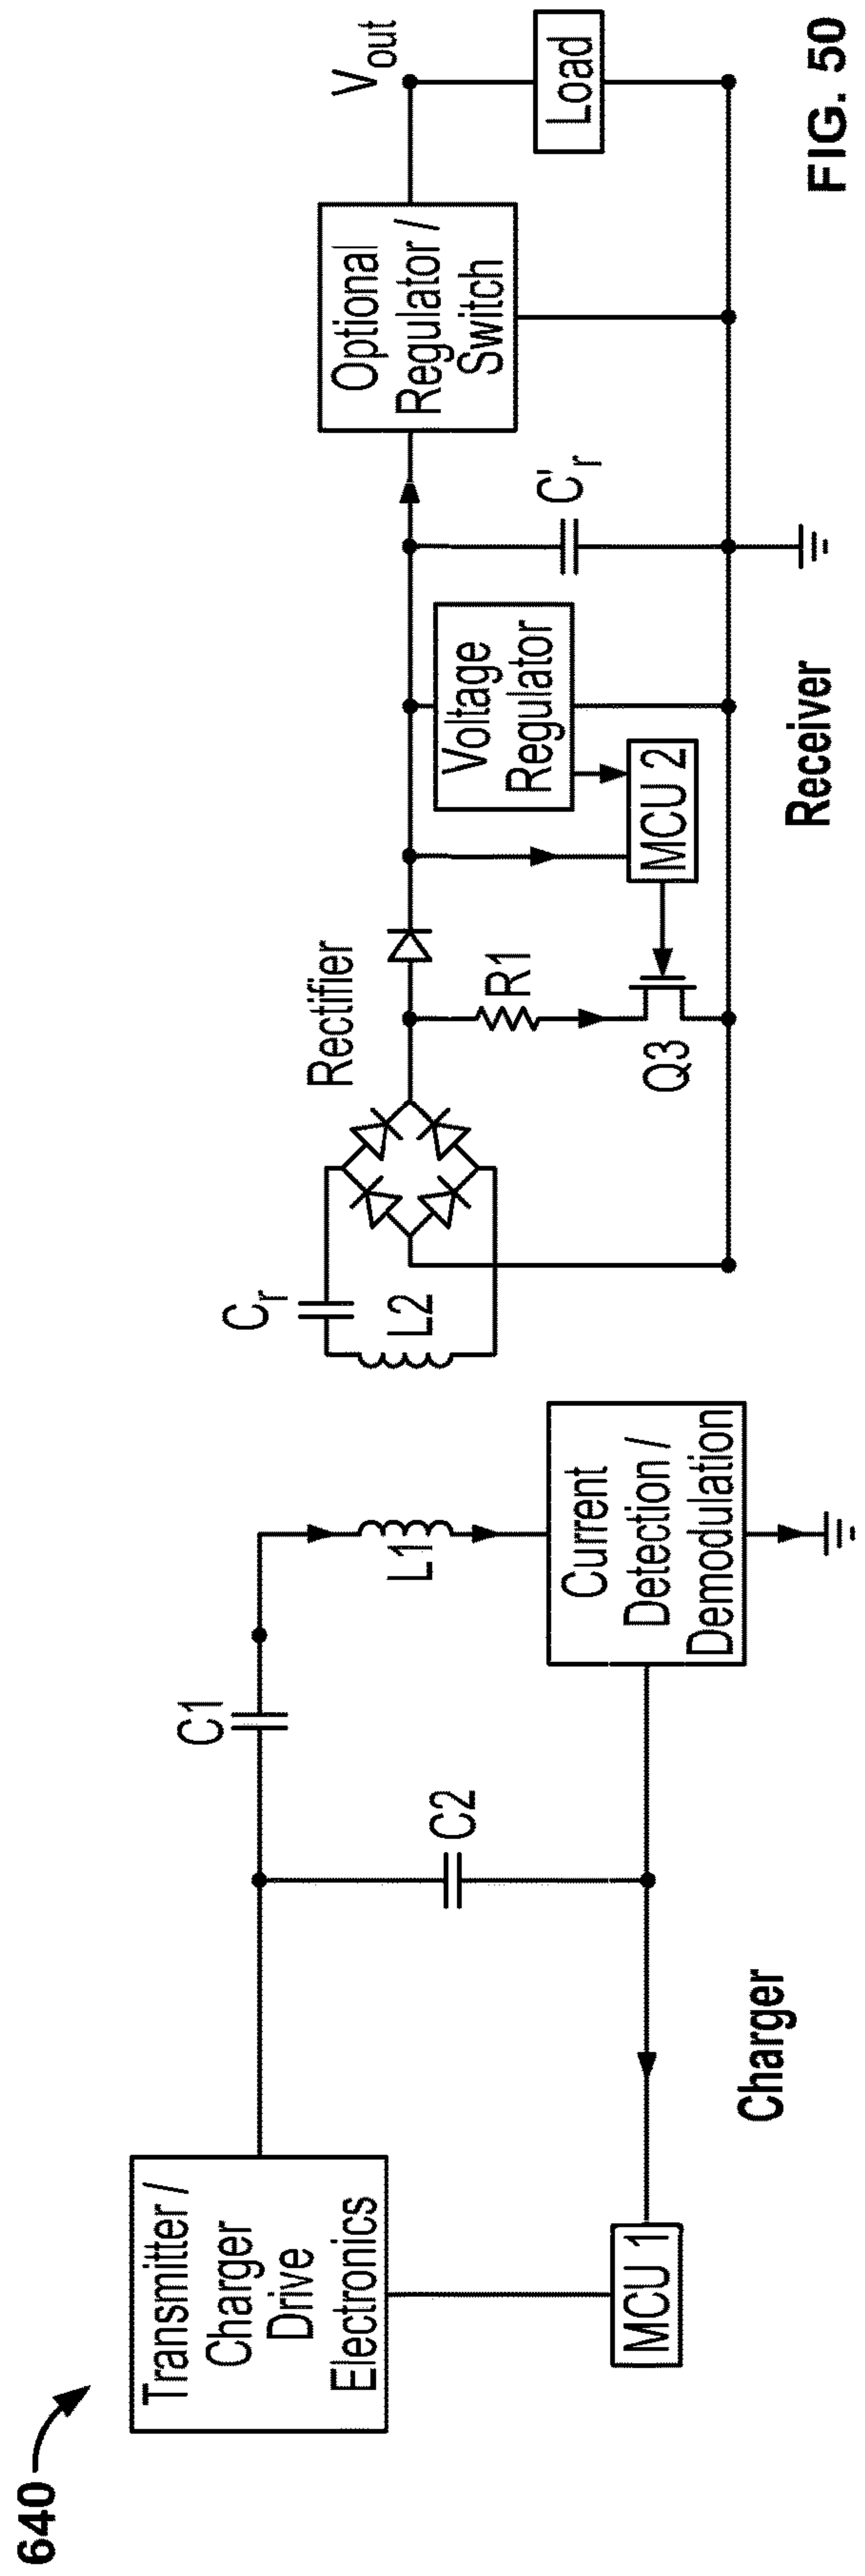 640
Transmitter /
Charger
Drive
Electronics
MCU 1
C2
C1
L1
Current
Detection /
Demodulation
Charger
Cr
L2
Rectifier
R1
Q3
MCU 2
Voltage
Regulator
C'r
Optional
Regulator /
Switch
Vout
Load
Receiver
FIG. 50